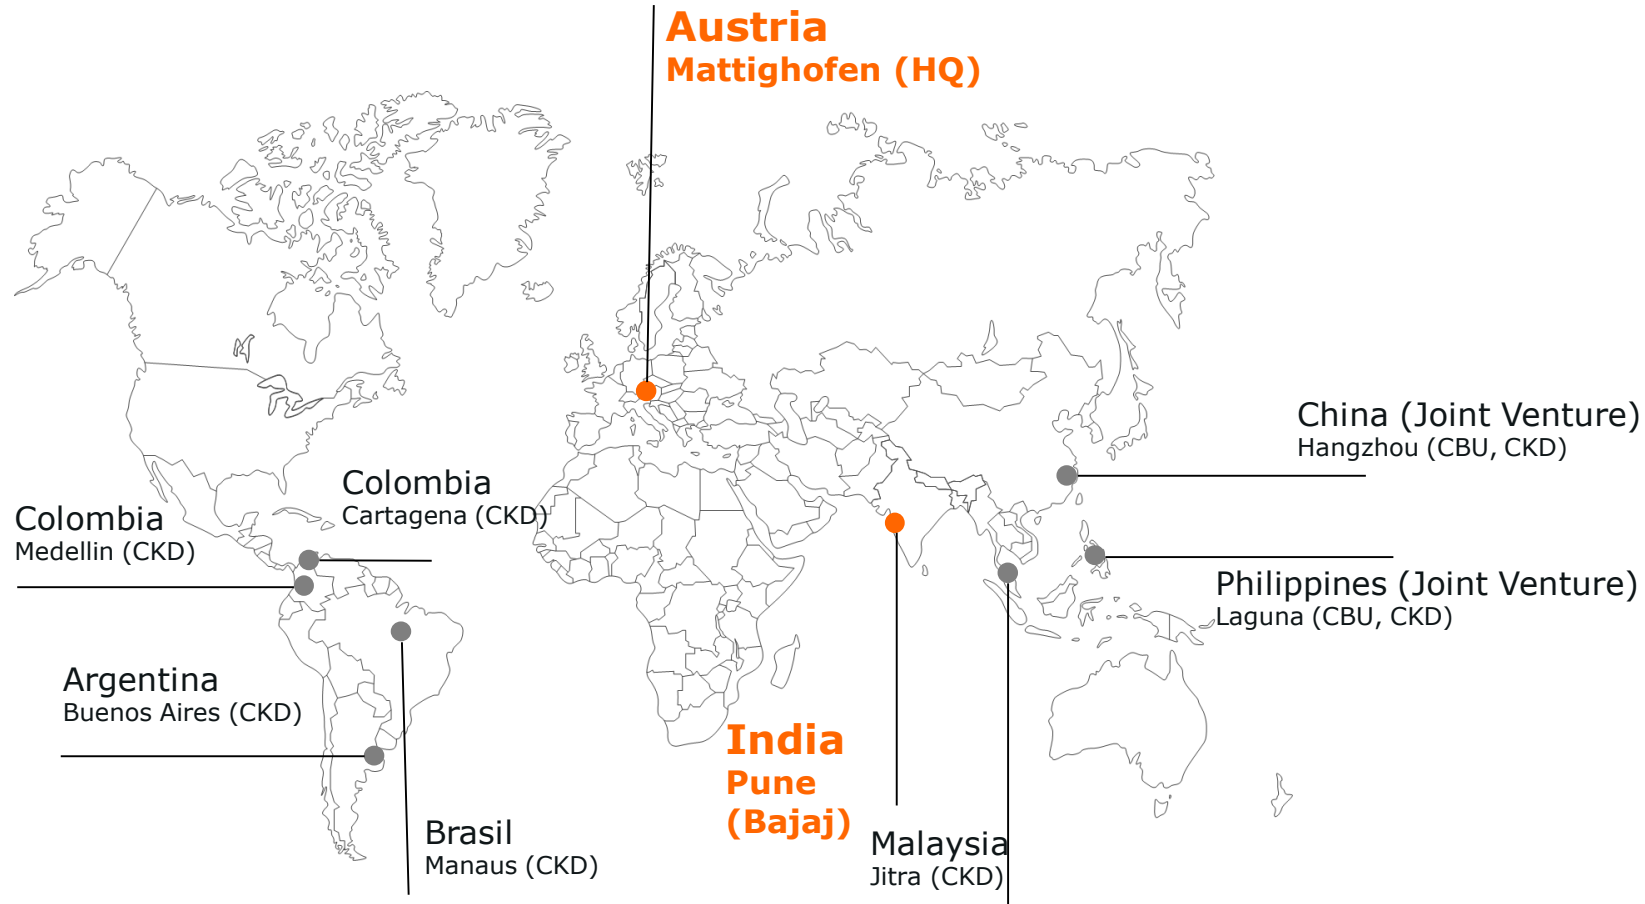 Austria
Mattighofen (HQ)
China (Joint Venture)
Hangzhou (CBU, CKD)
Colombia
Cartagena (CKD)
Colombia
Medellin (CKD)
Philippines (Joint Venture)
Laguna (CBU, CKD)
Argentina
Buenos Aires (CKD)
India
Pune
(Bajaj)
Brasil
Manaus (CKD)
Malaysia
Jitra (CKD)